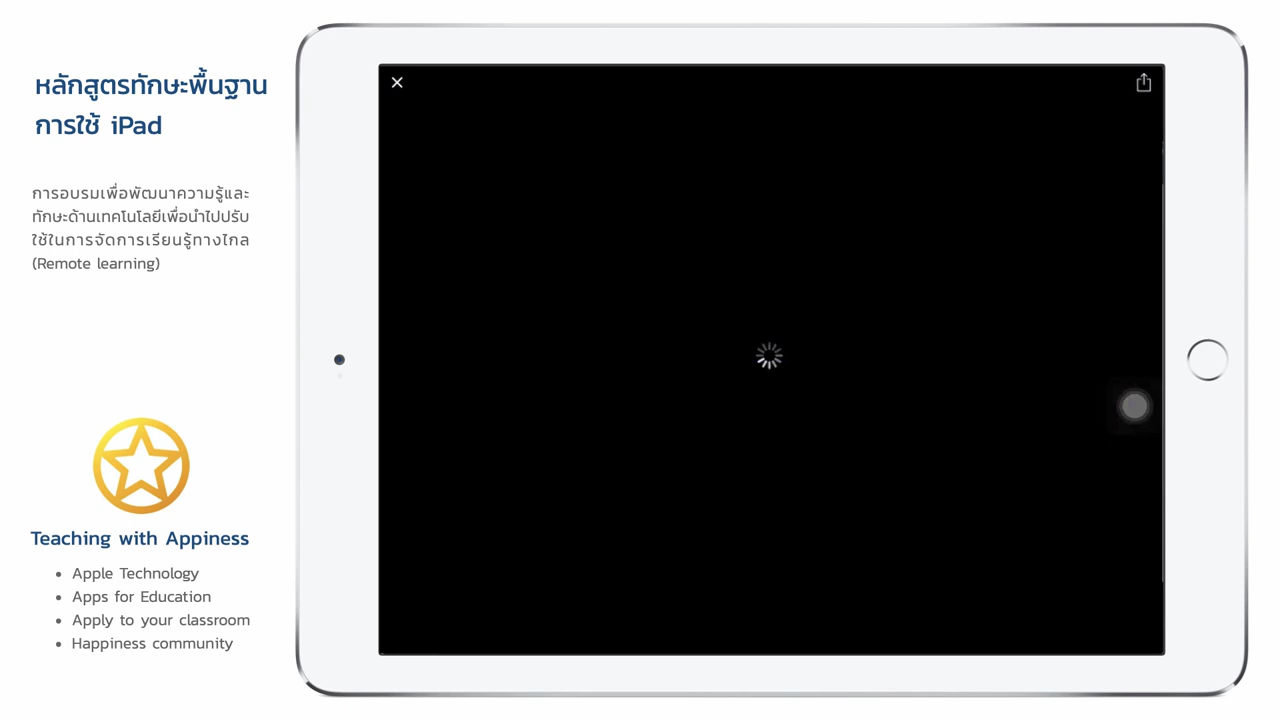 หลักสูตรทักษะพื้นฐาน
การใช้ iPad
การอบรมเพื่อพัฒนาความรู้และ
ทักษะด้านเทคโนโลยีเพื่อนำไปปรับ
ใช้ในการจัดการเรียนรู้ทางไกล
(Remote learning)
Teaching with Appiness
• Apple Technology
• Apps for Education
• Apply to your classroom
• Happiness community